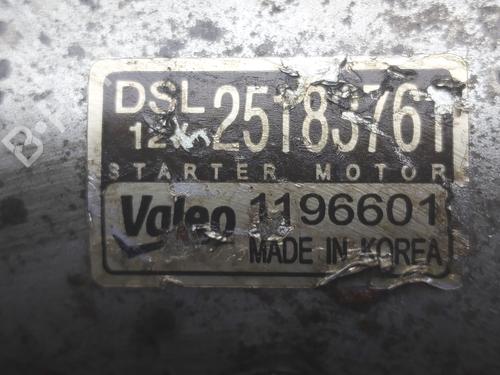 DSL 25183761
12V
STARTER MOTOR
Valeo 1196601
MADE IN KOREA